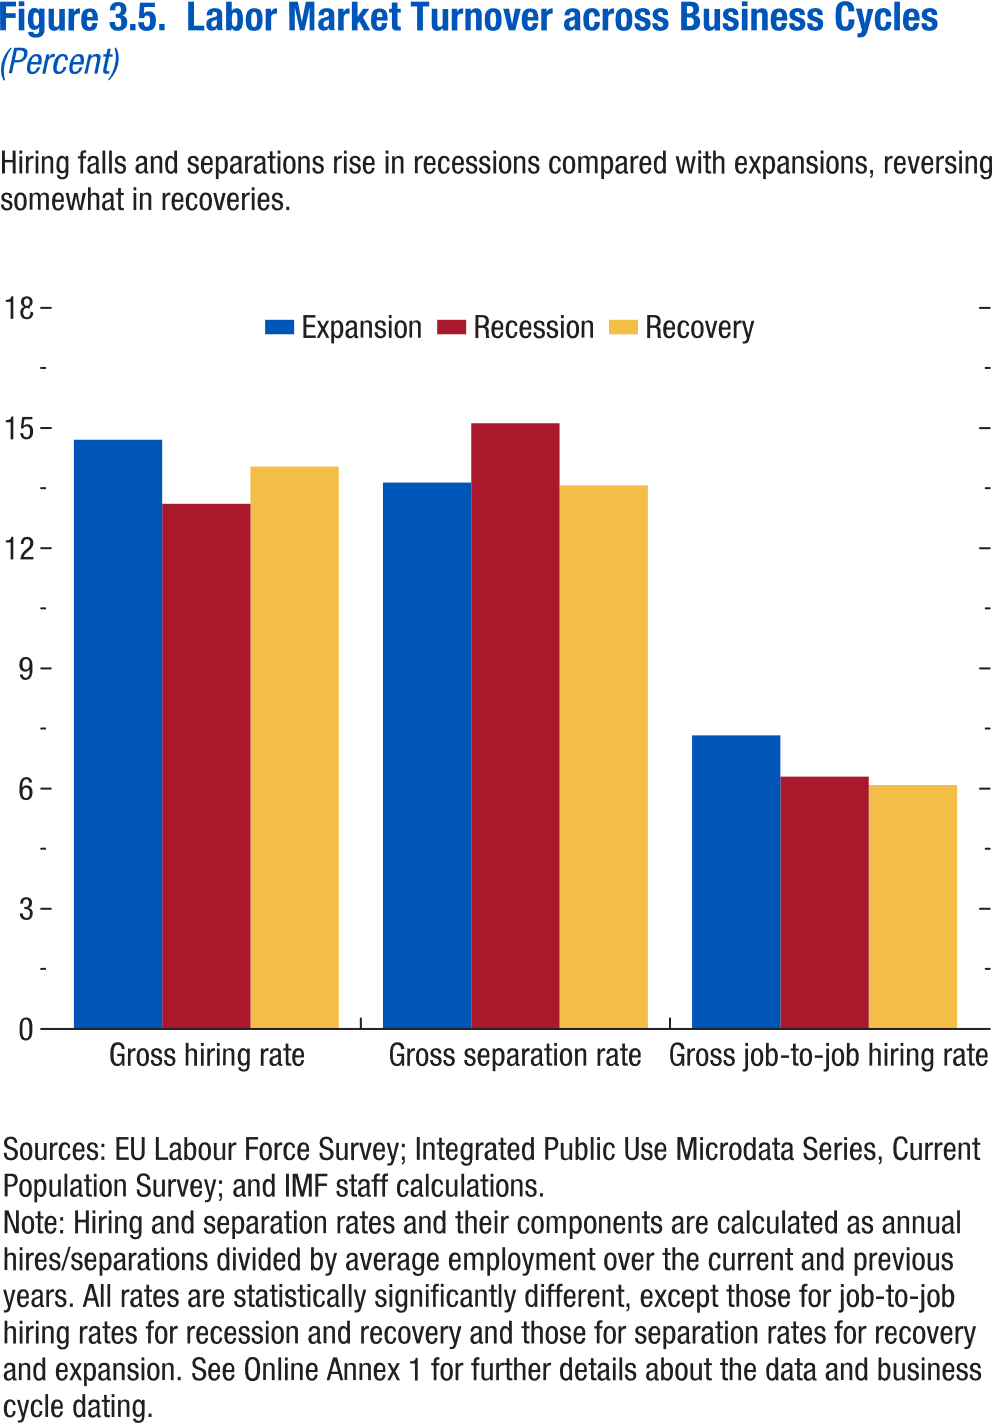 Figure 3.5. Labor Market Turnover across Business Cycles
(Percent)
Hiring falls and separations rise in recessions compared with expansions, reversing
somewhat in recoveries.
18
Expansion Recession Recovery
15
12
9
6
3
0
Gross hiring rate Gross separation rate Gross job-to-job hiring rate
Sources: EU Labour Force Survey; Integrated Public Use Microdata Series, Current
Population Survey; and IMF staff calculations.
Note: Hiring and separation rates and their components are calculated as annual
hires/separations divided by average employment over the current and previous
years. All rates are statistically significantly different, except those for job-to-job
hiring rates for recession and recovery and those for separation rates for recovery
and expansion. See Online Annex 1 for further details about the data and business
cycle dating.